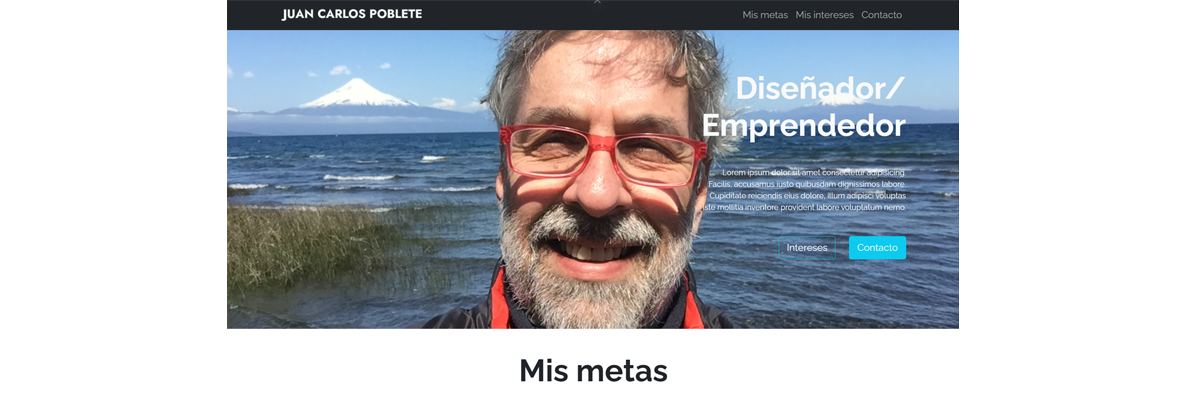 JUAN CARLOS POBLETE
Mis metas Mis intereses Contacto
Diseñador/
Emprendedor
Lorem ipsum dolor sit amet consectetur adipisicing.
Facilis, accusamus iusto quibusdam dignissimos labore.
Cupiditate reiciendis eius dolore, illum adipisci voluptas
iste mollitia inventore provident labore voluptatum nemo.
Intereses Contacto
Mis metas